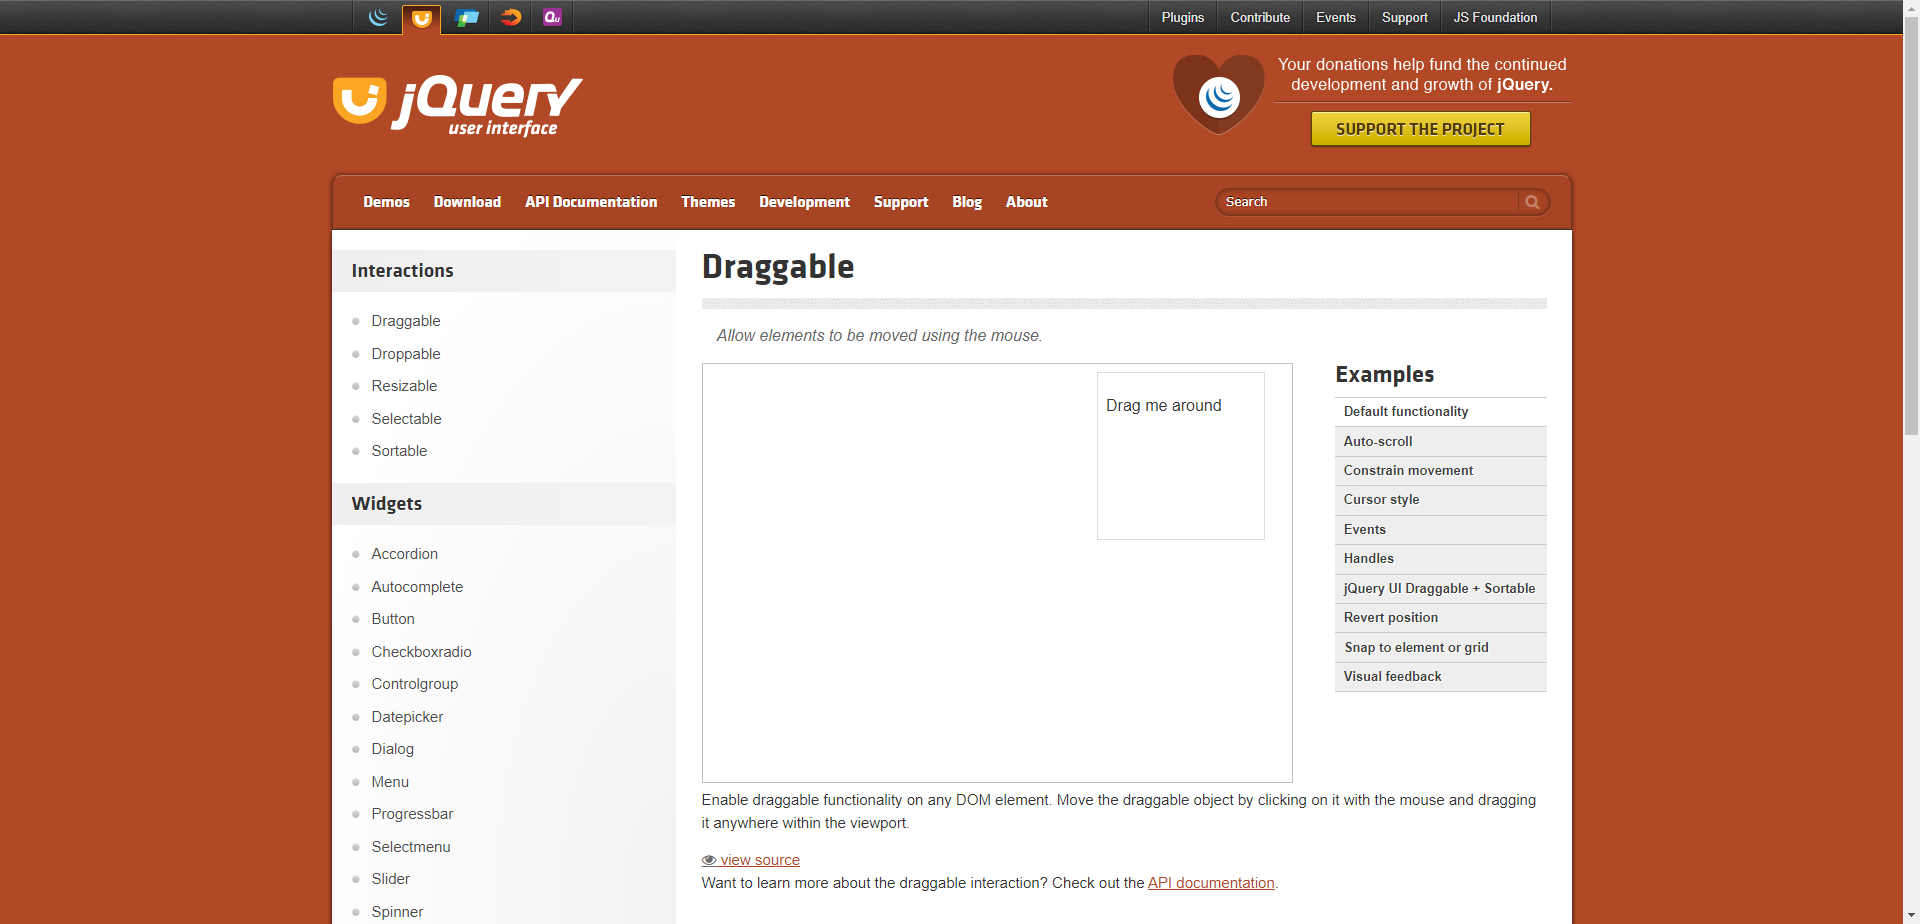 Plugins
Contribute
Events
Support
JS Foundation
jQuery
user interface
Your donations help fund the continued
development and growth of jQuery.
SUPPORT THE PROJECT
Demos
Download
API Documentation
Themes
Development
Support
Blog
About
Search
Interactions
Draggable
Droppable
Resizable
Selectable
Sortable
Widgets
Accordion
Autocomplete
Button
Checkboxradio
Controlgroup
Datepicker
Dialog
Menu
Progressbar
Selectmenu
Slider
Spinner
Draggable
Allow elements to be moved using the mouse.
Drag me around
Examples
Default functionality
Auto-scroll
Constrain movement
Cursor style
Events
Handles
jQuery UI Draggable + Sortable
Revert position
Snap to element or grid
Visual feedback
Enable draggable functionality on any DOM element. Move the draggable object by clicking on it with the mouse and dragging
it anywhere within the viewport.
view source
Want to learn more about the draggable interaction? Check out the API documentation.